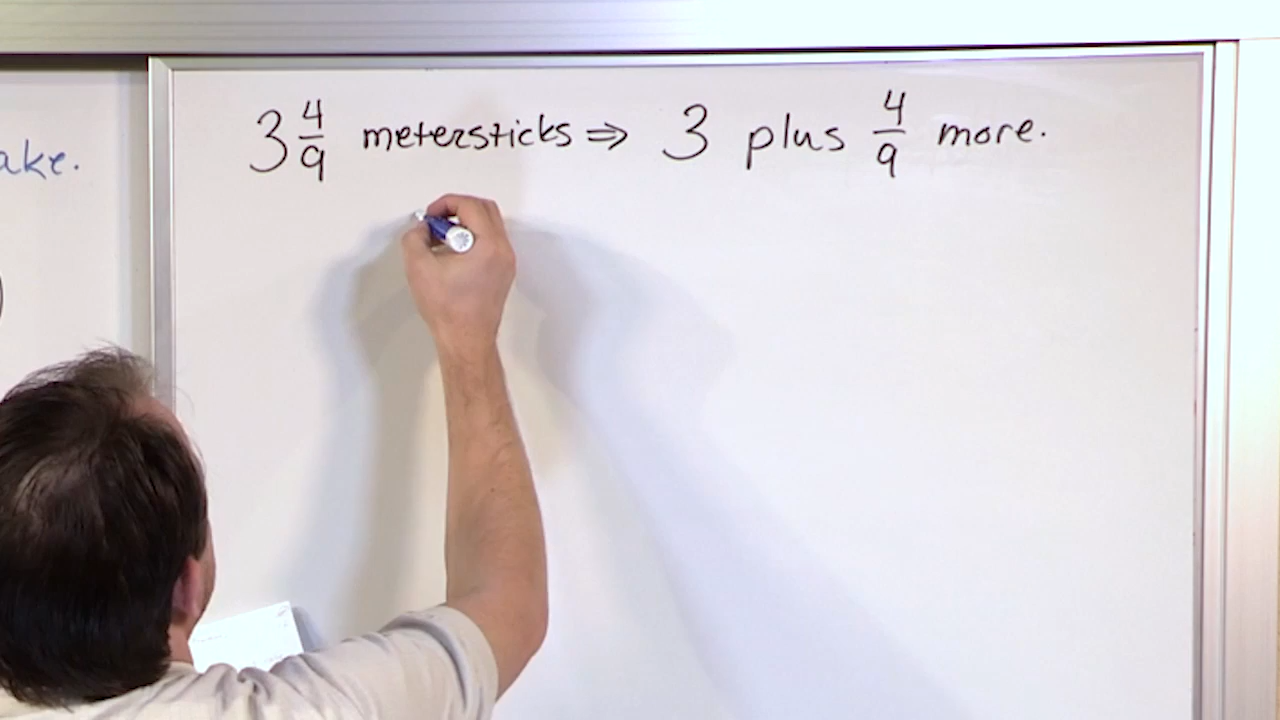 ake.
3 4/9 metersticks ⇒ 3 plus 4/9 more.